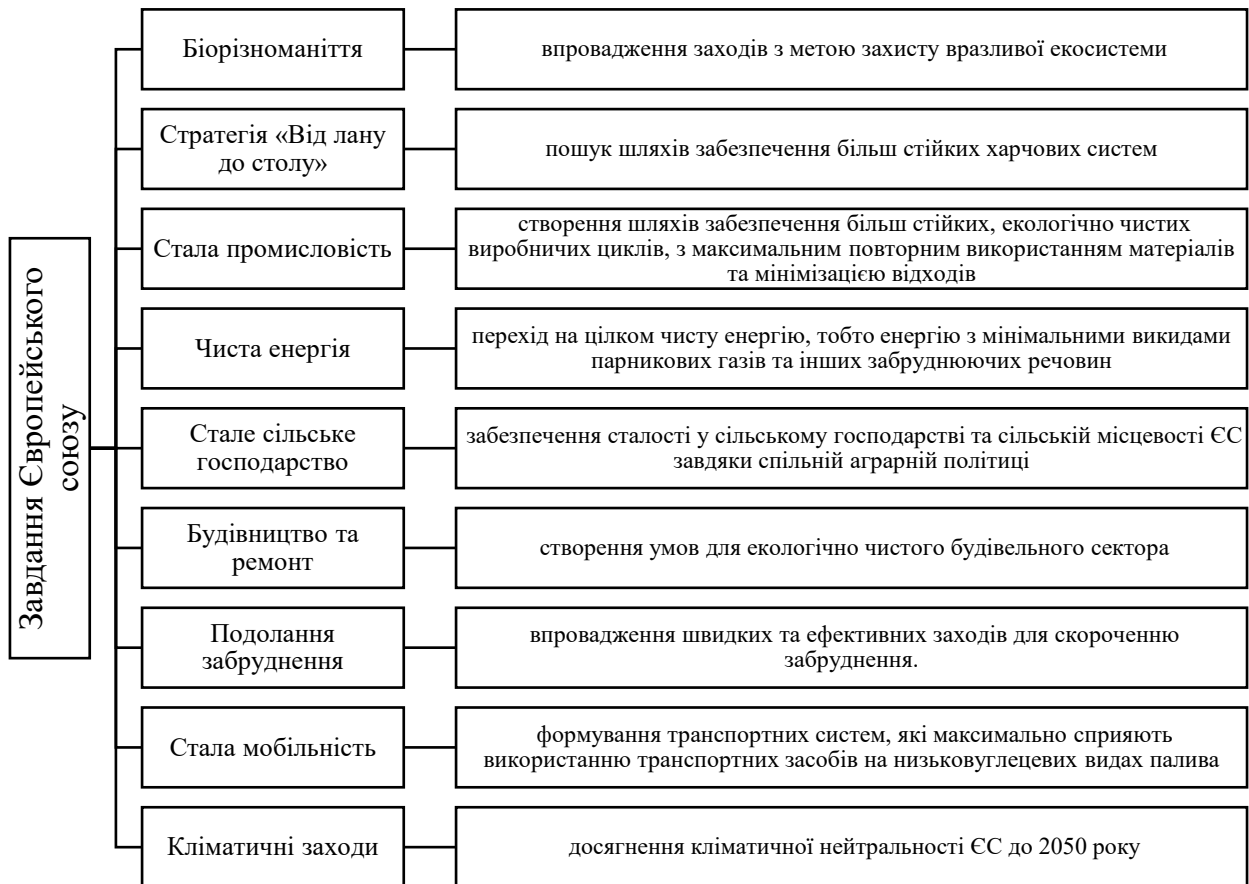 Завдання Європейського
союзу
Біорізноманіття
впровадження заходів з метою захисту вразливої екосистеми
Стратегія «Від лану
до столу»
пошук шляхів забезпечення більш стійких харчових систем
Стала промисловість
створення шляхів забезпечення більш стійких, екологічно чистих
виробничих циклів, з максимальним повторним використанням матеріалів
та мінімізацією відходів
Чиста енергія
перехід на цілком чисту енергію, тобто енергію з мінімальними викидами
парникових газів та інших забруднюючих речовин
Стале сільське
господарство
забезпечення сталості у сільському господарстві та сільській місцевості ЄС
завдяки спільній аграрній політиці
Будівництво та
ремонт
створення умов для екологічно чистого будівельного сектора
Подолання
забруднення
впровадження швидких та ефективних заходів для скороченню
забруднення.
Стала мобільність
формування транспортних систем, які максимально сприяють
використанню транспортних засобів на низьковуглецевих видах палива
Кліматичні заходи
досягнення кліматичної нейтральності ЄС до 2050 року